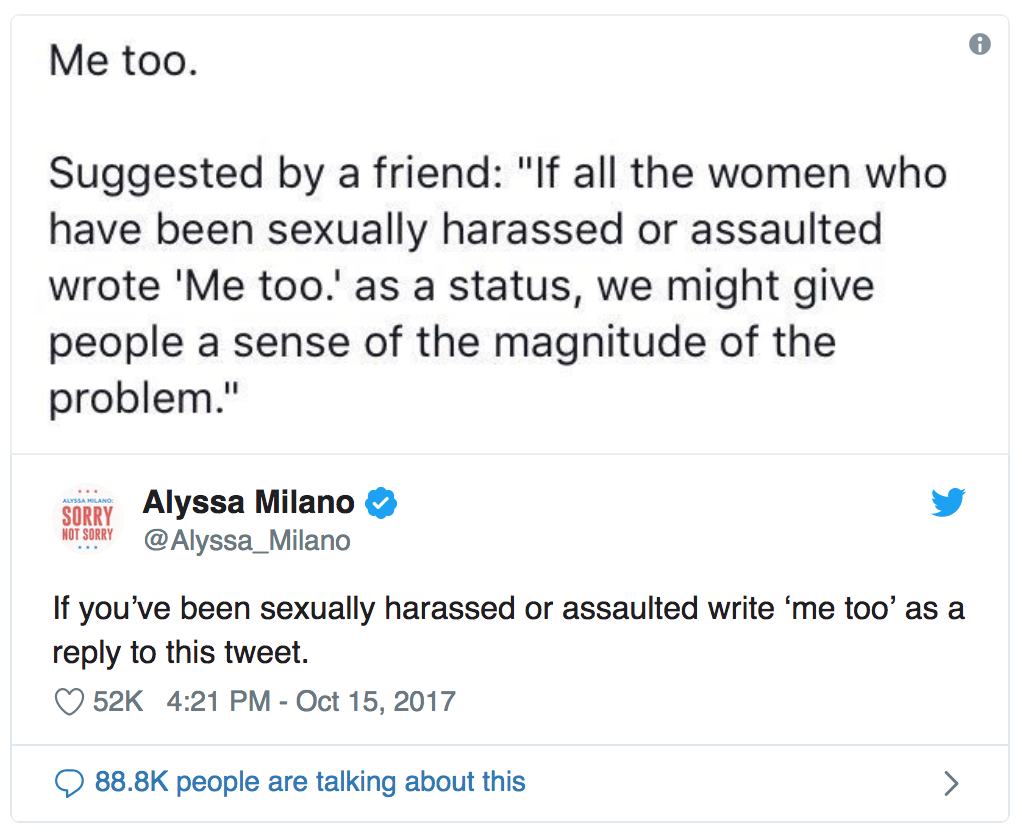 Me too.
Suggested by a friend: "If all the women who
have been sexually harassed or assaulted
wrote 'Me too.' as a status, we might give
people a sense of the magnitude of the
problem."
ALYSSA MILANO:
SORRY
NOT SORRY
Alyssa Milano
@Alyssa_Milano
If you’ve been sexually harassed or assaulted write ‘me too’ as a
reply to this tweet.
52K 4:21 PM - Oct 15, 2017
88.8K people are talking about this